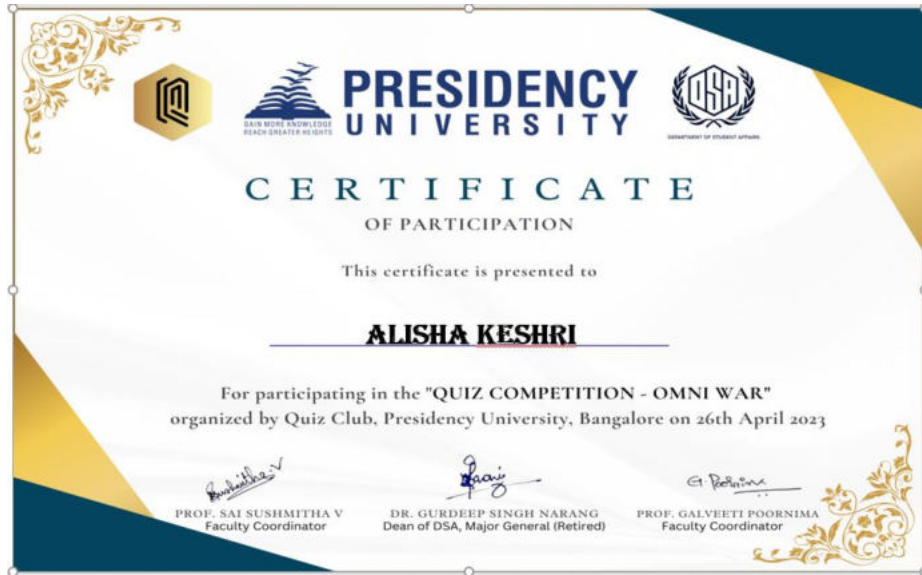 GAIN MORE KNOWLEDGE
REACH GREATER HEIGHTS
PRESIDENCY
UNIVERSITY
DSA
DEPARTMENT OF STUDENT AFFAIRS
CERTIFICATE
OF PARTICIPATION
This certificate is presented to
ALISHA KESHRI
For participating in the "QUIZ COMPETITION - OMNI WAR"
organized by Quiz Club, Presidency University, Bangalore on 26th April 2023
Sushmitha.V
G. Poornima
PROF. SAI SUSHMITHA V
Faculty Coordinator
DR. GURDEEP SINGH NARANG
Dean of DSA, Major General (Retired)
PROF. GALVEETI POORNIMA
Faculty Coordinator